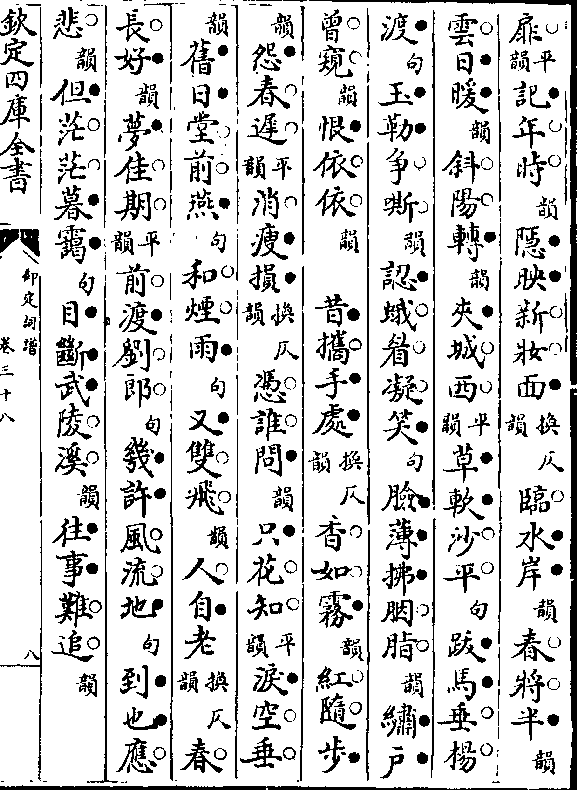 扉平韻記年時韻隱映新妝面換仄韻臨水岸韻春將半韻
雲日暖韻斜陽轉韻夾城西平韻草軟沙平句跋馬垂楊
渡句玉勒爭嘶韻認蛾眉凝笑句臉薄拂胭脂韻繡戶
曾窺韻恨依依韻　昔攜手處換仄韻香如霧韻紅隨步
韻怨春遲平韻消瘦損換仄韻憑誰問韻只花知平韻淚空垂
韻舊日堂前燕句和煙雨句又雙飛韻人自老換仄韻春
長好韻夢佳期平韻前渡劉郎句幾許風流地句到也應
悲韻但茫茫暮靄句目斷武陵溪韻往事難追韻
欽定四庫全書
御定詞譜
卷三十八
八